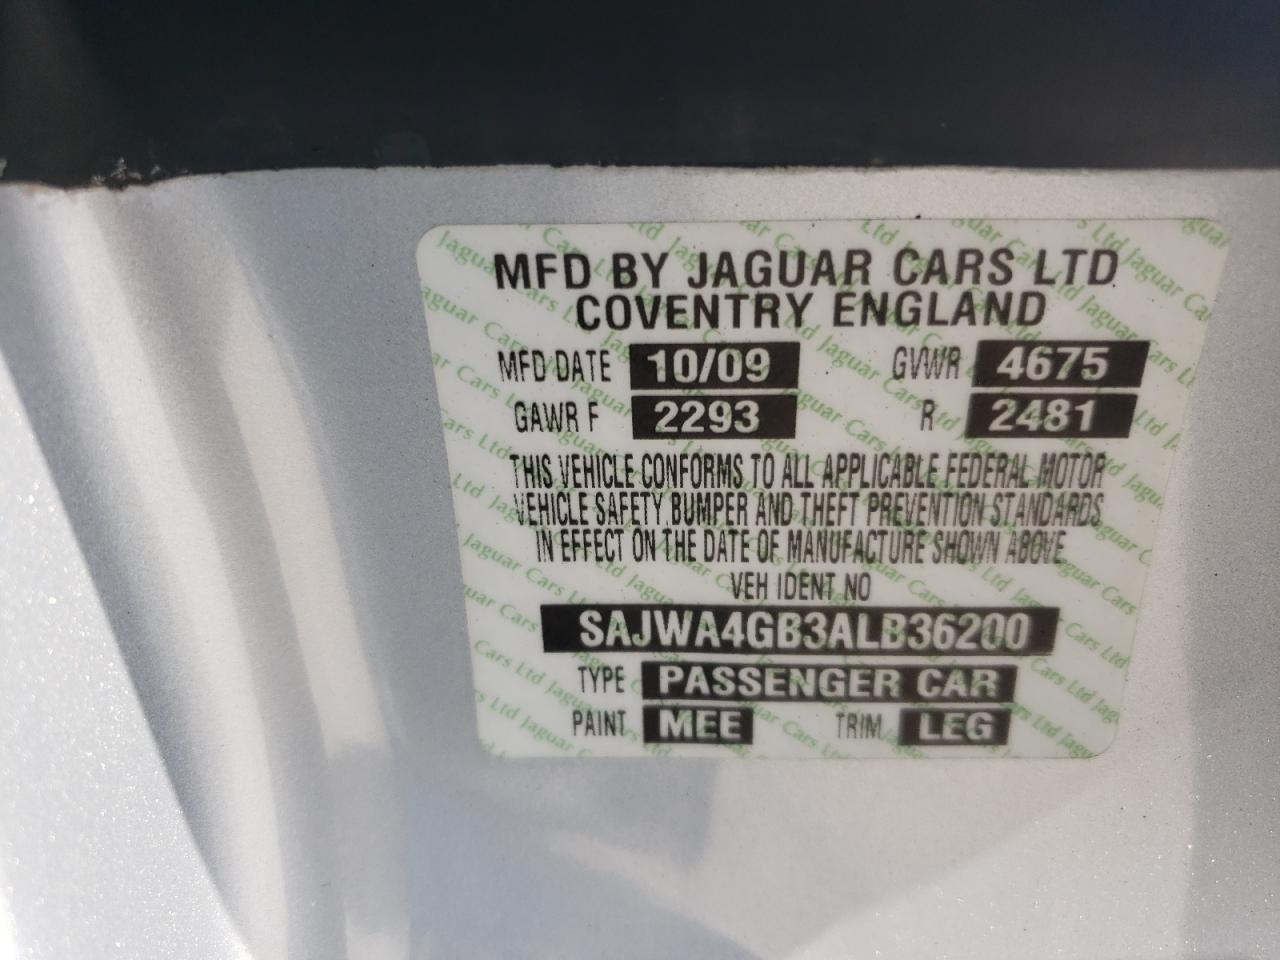 MFD BY JAGUAR CARS LTD
COVENTRY ENGLAND
MFD DATE 10/09 GVWR 4675
GAWR F 2293 R 2481
THIS VEHICLE CONFORMS TO ALL APPLICABLE FEDERAL MOTOR
VEHICLE SAFETY, BUMPER AND THEFT PREVENTION STANDARDS
IN EFFECT ON THE DATE OF MANUFACTURE SHOWN ABOVE
VEH IDENT NO
SAJWA4GB3ALB36200
TYPE PASSENGER CAR
PAINT MEE TRIM LEG